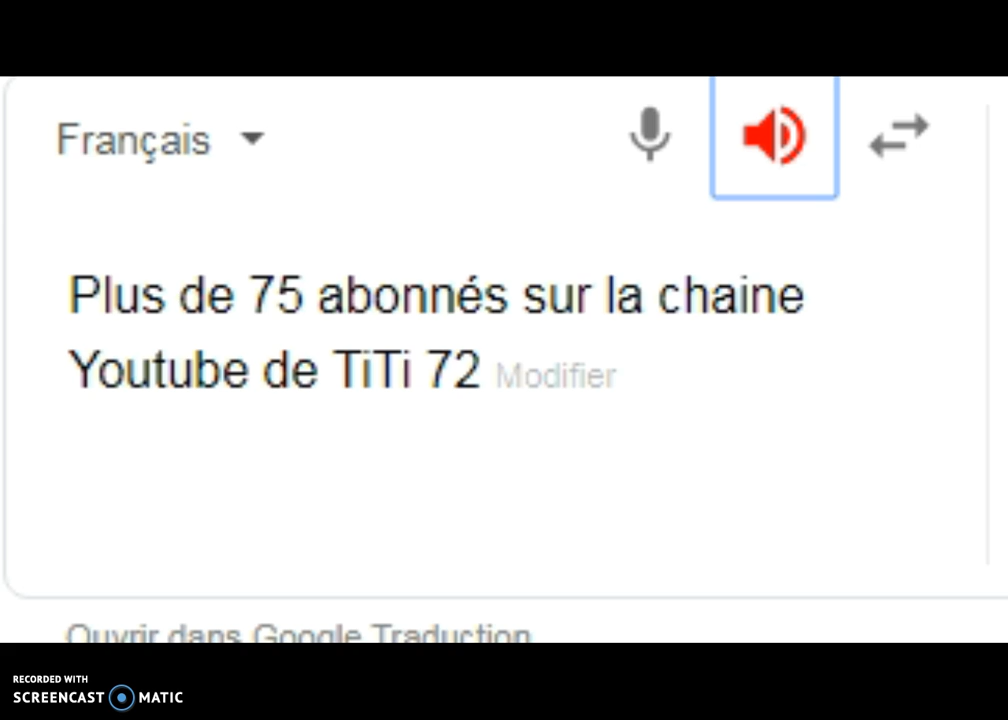 Français
Plus de 75 abonnés sur la chaine
Youtube de TiTi 72 Modifier
Ouvrir dans Google Traduction
RECORDED WITH
SCREENCAST MATIC